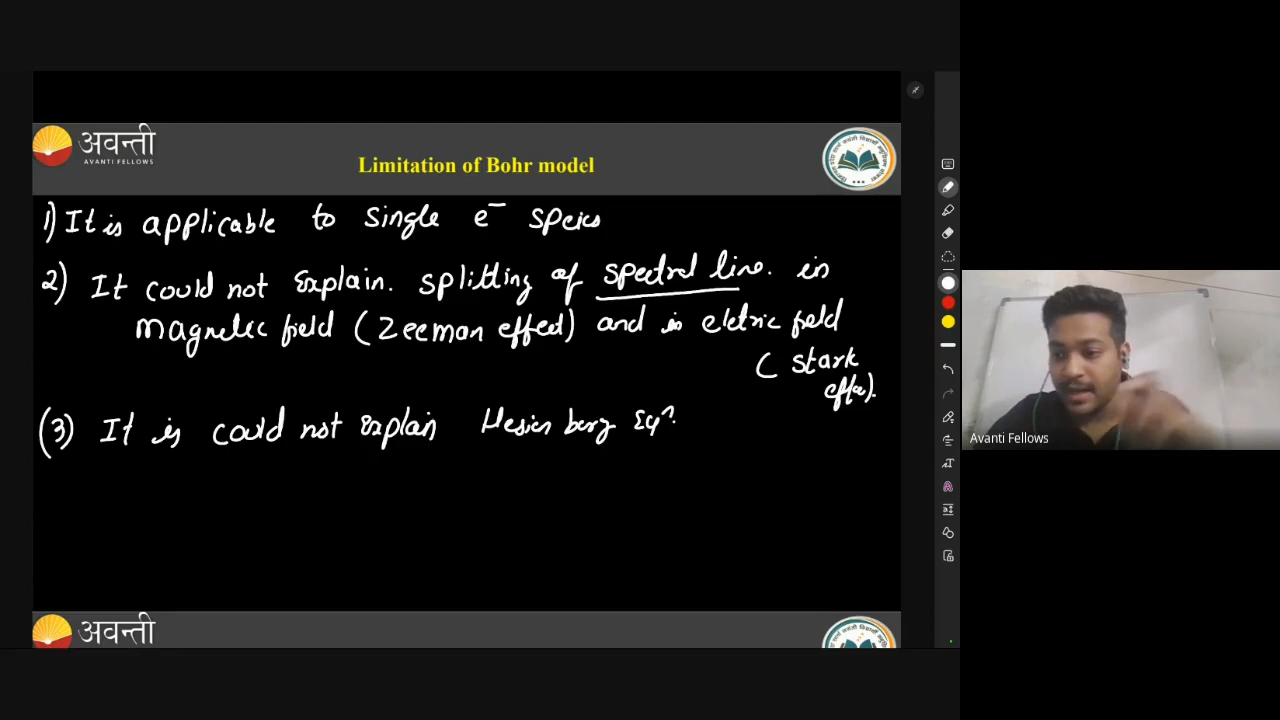 अवन्ती
AVANTI FELLOWS
Limitation of Bohr model
1) It is applicable to single e⁻ speies
2) It could not Explain. splitting of spectral line. in
magnetic field (Zeeman effect) and in eletric field
( stark
effect).
(3) It is could not Explain Hesien berg Eqⁿ.
Avanti Fellows
अवन्ती